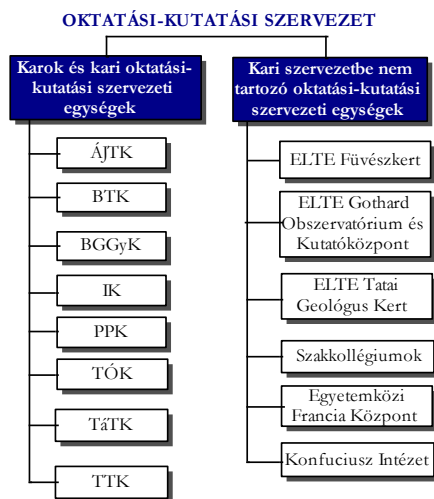 OKTATÁSI-KUTATÁSI SZERVEZET
Karok és kari oktatási-
kutatási szervezeti
egységek
ÁJTK
BTK
BGGyK
IK
PPK
TÓK
TáTK
TTK
Kari szervezetbe nem
tartozó oktatási-kutatási
szervezeti egységek
ELTE Füvészkert
ELTE Gothard
Obszervatórium és
Kutatóközpont
ELTE Tatai
Geológus Kert
Szakkollégiumok
Egyetemközi
Francia Központ
Konfuciusz Intézet